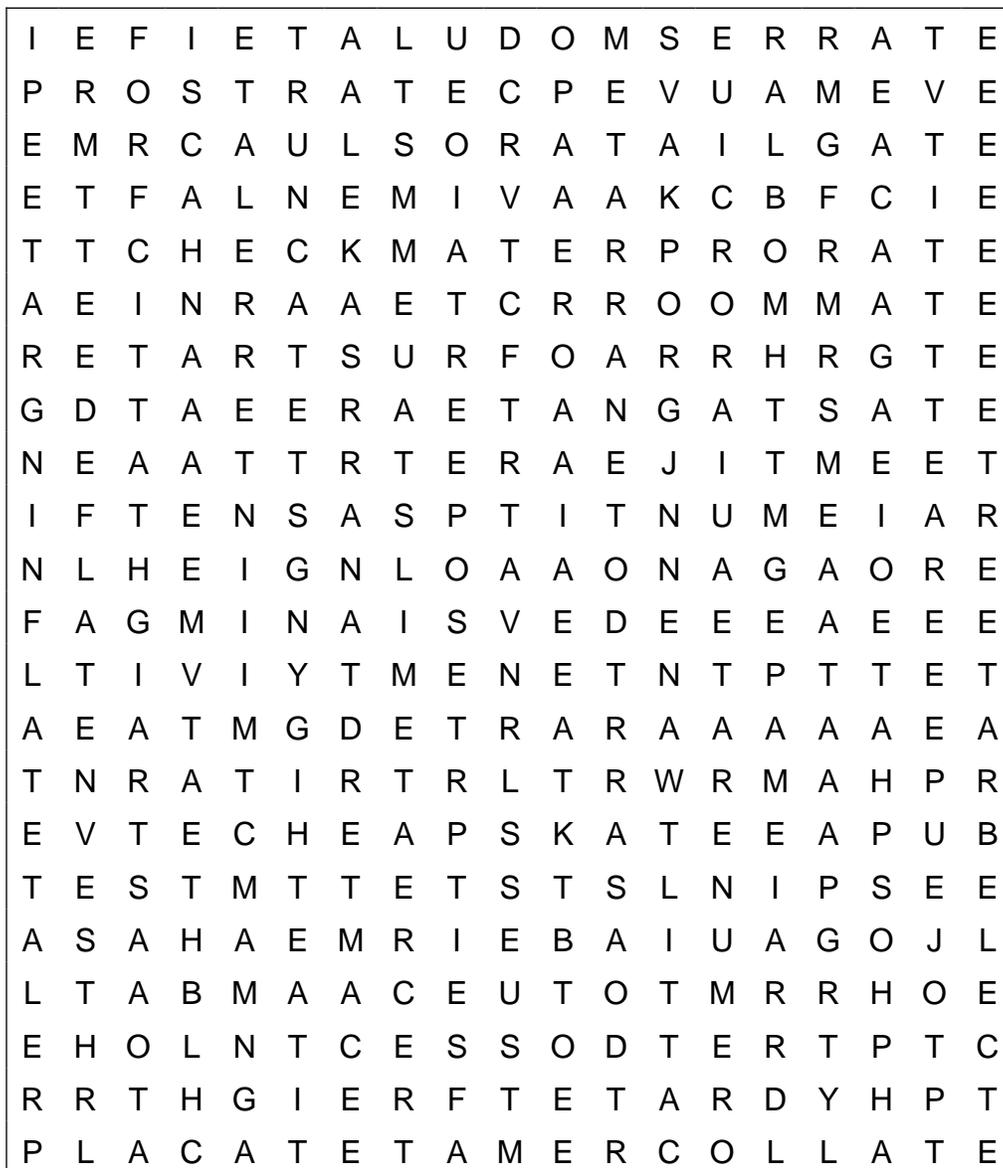 I E F I E T A L U D O M S E R R A T E
P R O S T R A T E C P E V U A M E V E
E M R C A U L S O R A T A I L G A T E
E T F A L N E M I V A A K C B F C I E
T T C H E C K M A T E R P R O R A T E
A E I N R A A E T C R R O O M M A T E
R E T A R T S U R F O A R R H R G T E
G D T A E E R A E T A N G A T S A T E
N E A A T T R T E R A E J I T M E E T
I F T E N S A S P T I T N U M E I A R
N L H E I G N L O A A O N A G A O R E
F A G M I N A I S V E D E E E A E E E
L T I V I Y T M E N E T N T P T T E T
A E A T M G D E T R A R A A A A A E A
T N R A T I R T R L T R W R M A H P R
E V T E C H E A P S K A T E E A P U B
T E S T M T T E T S T S L N I P S E E
A S A H A E M R I E B A I U A G O J L
L T A B M A A C E U T O T M R R H O E
E H O L N T C E S S O D T E R T P T C
R R T H G I E R F T E T A R D Y H P T
P L A C A T E T A M E R C O L L A T E